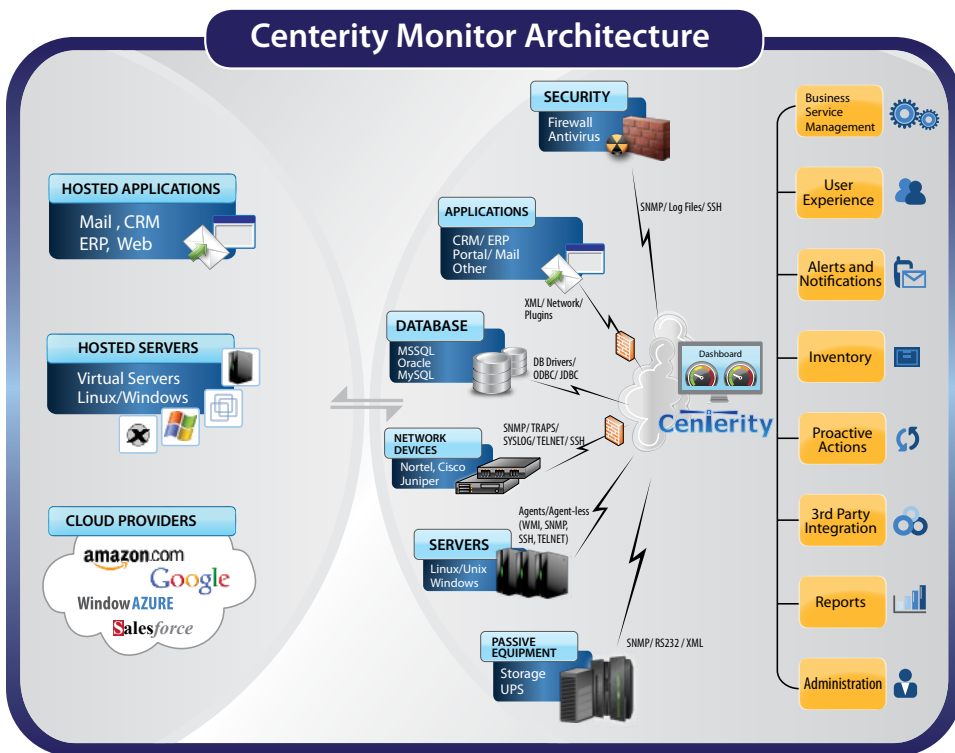 Centerity Monitor Architecture
HOSTED APPLICATIONS
Mail , CRM
ERP, Web
HOSTED SERVERS
Virtual Servers
Linux/Windows
X
CLOUD PROVIDERS
amazon.com
Google
Window AZURE
Salesforce
SECURITY
Firewall
Antivirus
SNMP/ Log Files/ SSH
APPLICATIONS
CRM/ ERP
Portal/ Mail
Other
XML/ Network/
Plugins
DATABASE
MSSQL
Oracle
MySQL
DB Drivers/
ODBC/ JDBC
NETWORK
DEVICES
Nortel, Cisco
Juniper
SNMP/ TRAPS/
SYSLOG/ TELNET/ SSH
SERVERS
Linux/Unix
Windows
Agents/Agent-less
(WMI, SNMP,
SSH, TELNET)
PASSIVE
EQUIPMENT
Storage
UPS
SNMP/ RS232 / XML
Dashboard
Centerity
Business
Service
Management
User
Experience
Alerts and
Notifications
Inventory
Proactive
Actions
3rd Party
Integration
Reports
Administration